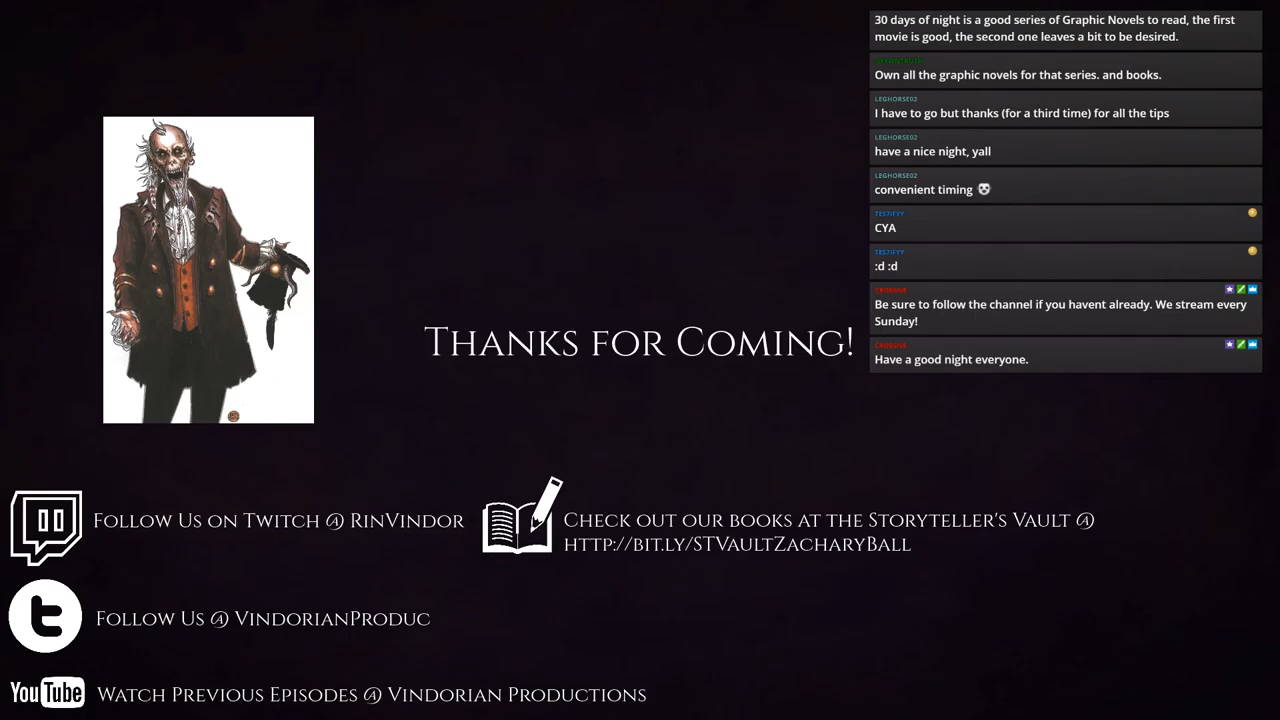 30 days of night is a good series of Graphic Novels to read, the first
movie is good, the second one leaves a bit to be desired.
Own all the graphic novels for that series. and books.
LEGHORSE02
I have to go but thanks (for a third time) for all the tips
LEGHORSE02
have a nice night, yall
LEGHORSE02
convenient timing
TES7IFYY
CYA
TES7IFYY
:d :d
CROSSIVE
Be sure to follow the channel if you havent already. We stream every
Sunday!
CROSSIVE
Have a good night everyone.
Thanks for Coming!
Follow Us on Twitch @ RinVindor
Check out our books at the Storyteller's Vault @
http://bit.ly/STVaultZacharyBall
Follow Us @ VindorianProduc
YouTube
Watch Previous Episodes @ Vindorian Productions